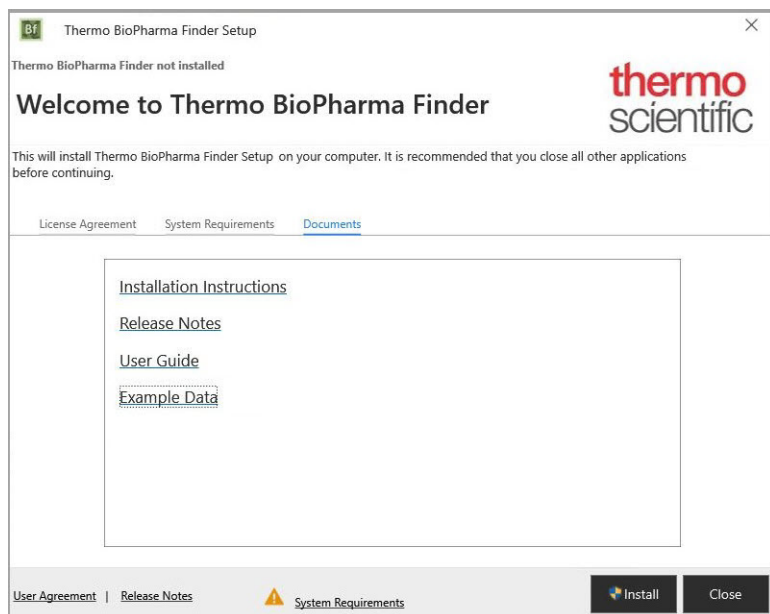 Bf Thermo BioPharma Finder Setup
Thermo BioPharma Finder not installed
Welcome to Thermo BioPharma Finder
thermo
scientific
This will install Thermo BioPharma Finder Setup on your computer. It is recommended that you close all other applications
before continuing.
License Agreement System Requirements Documents
Installation Instructions
Release Notes
User Guide
Example Data
User Agreement | Release Notes System Requirements Install Close